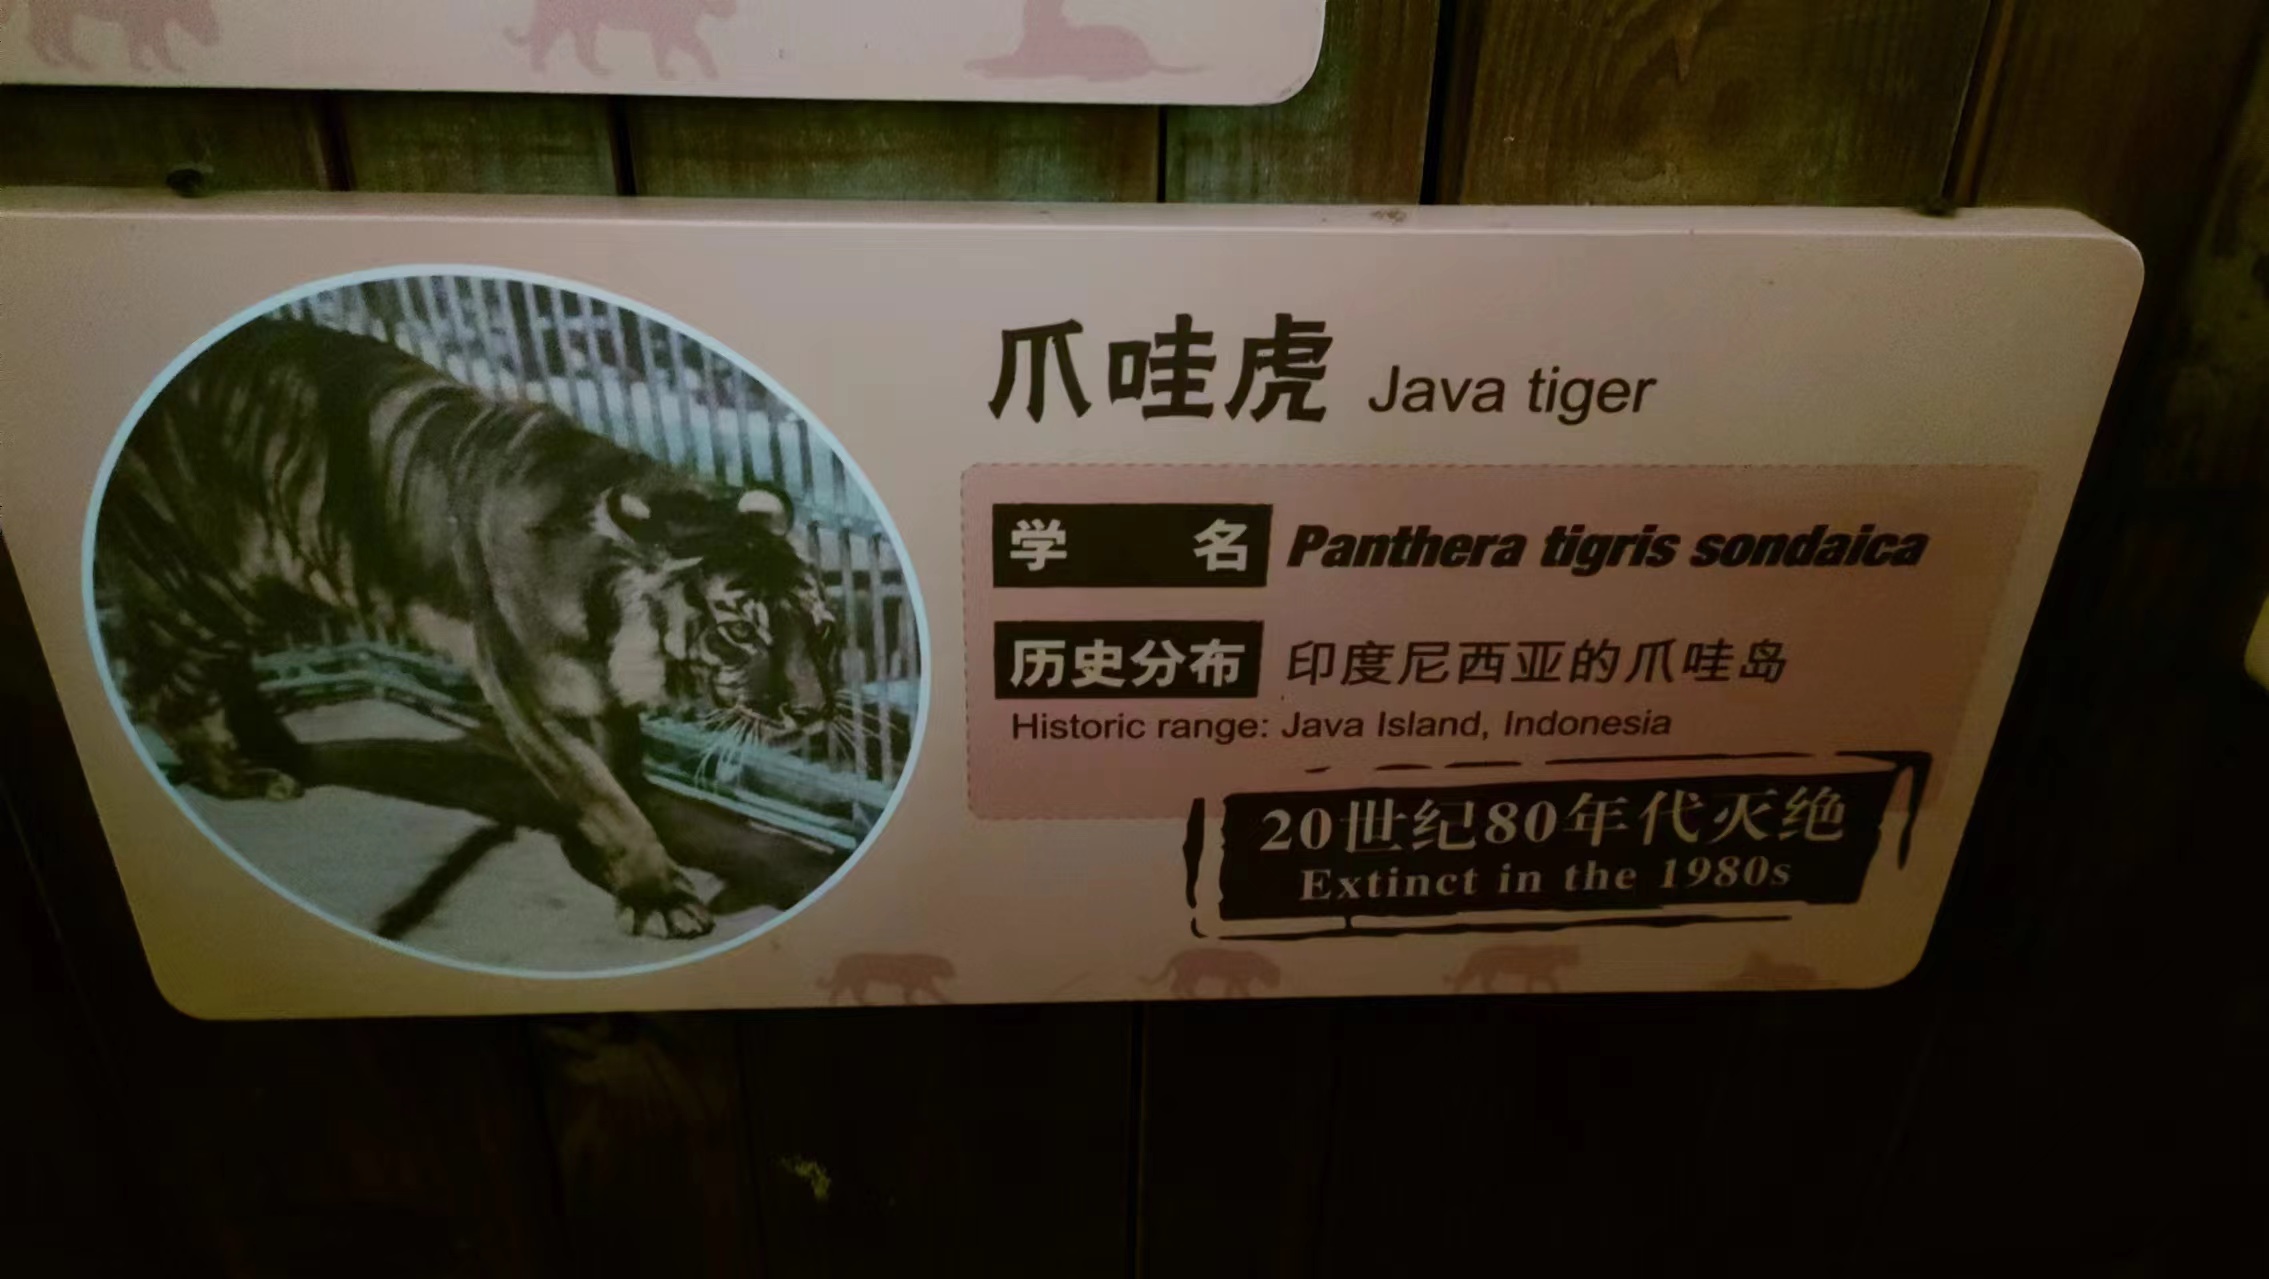 爪哇虎 Java tiger
学名 Panthera tigris sondaica
历史分布 印度尼西亚的爪哇岛
Historic range: Java Island, Indonesia
20世纪80年代灭绝
Extinct in the 1980s